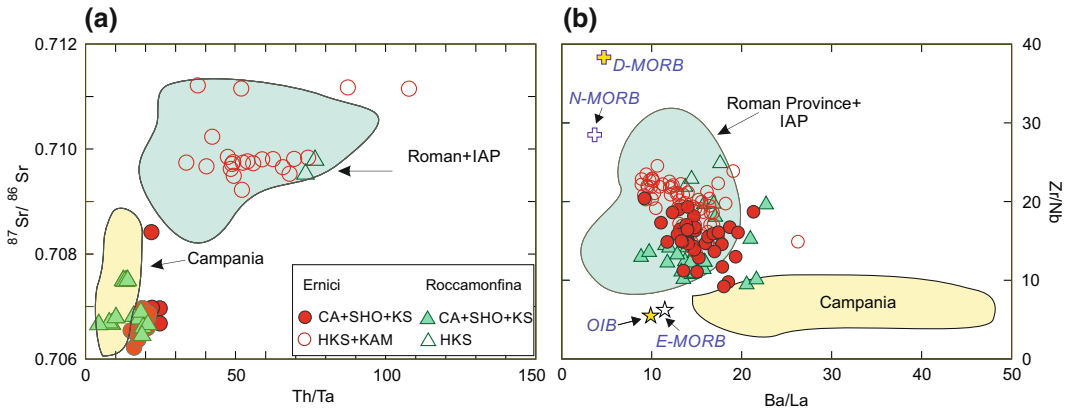 (a)
0.712
0.710
0.708
0.706
87Sr/ 86 Sr
0
50
100
150
Th/Ta
Roman+IAP
Campania
Ernici
Roccamonfina
CA+SHO+KS
CA+SHO+KS
HKS+KAM
HKS
(b)
40
30
20
10
0
Zr/Nb
0
10
20
30
40
50
Ba/La
D-MORB
N-MORB
Roman Province+
IAP
Campania
OIB
E-MORB